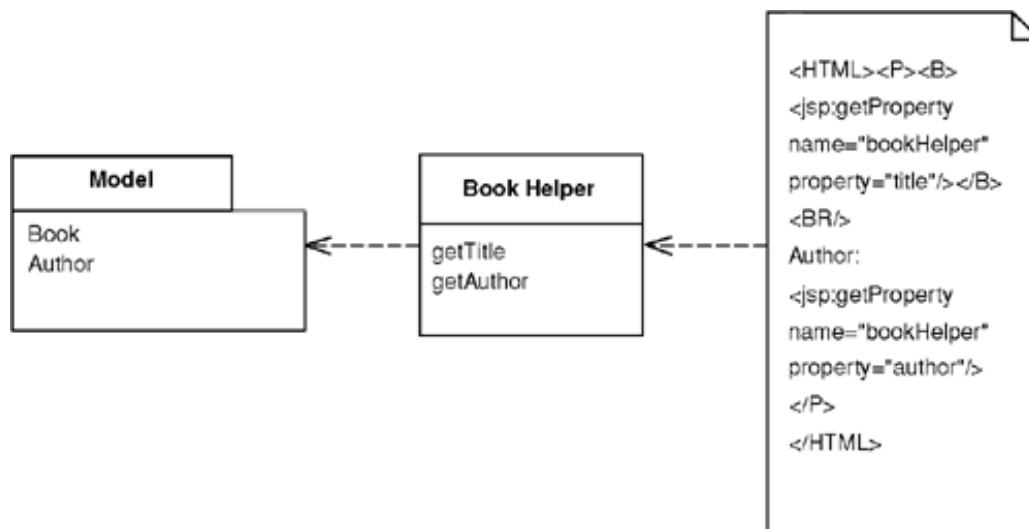 Model
Book
Author
Book Helper
getTitle
getAuthor
<HTML><P><B>
<jsp:getProperty
name="bookHelper"
property="title"/></B>
<BR/>
Author:
<jsp:getProperty
name="bookHelper"
property="author"/>
</P>
</HTML>